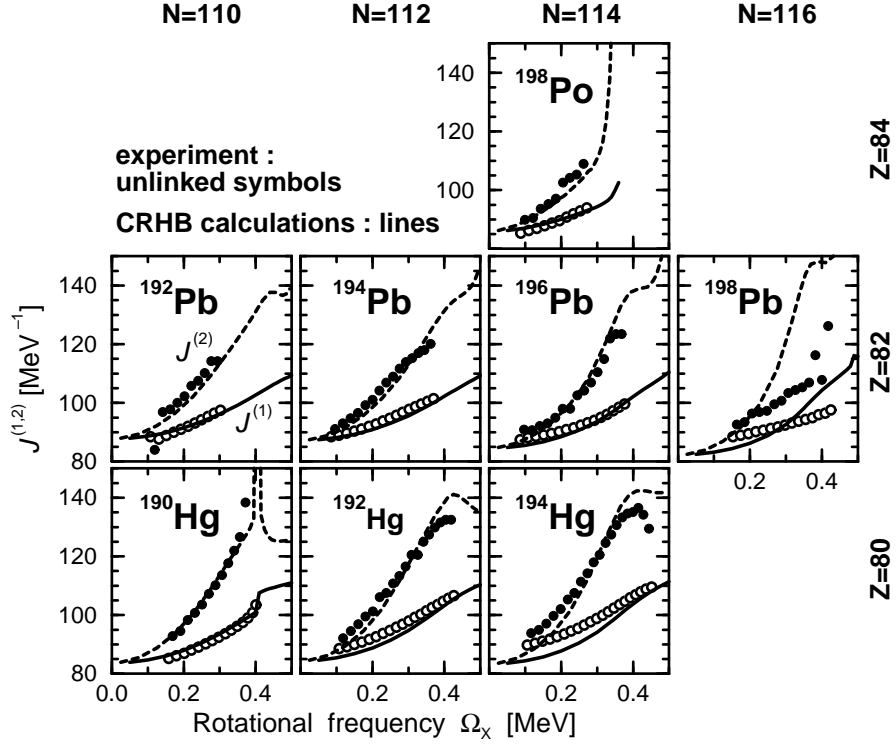 N=110 N=112 N=114 N=116
140
120
100
¹⁹⁸Po
Z=84
experiment :
unlinked symbols
CRHB calculations : lines
140
120
100
80
J⁽¹,²⁾ [MeV⁻¹]
¹⁹²Pb
J⁽²⁾
J⁽¹⁾
¹⁹⁴Pb
¹⁹⁶Pb
¹⁹⁸Pb
Z=82
0.2 0.4
140
120
100
80
¹⁹⁰Hg
¹⁹²Hg
¹⁹⁴Hg
Z=80
0.0 0.2 0.4 0.2 0.4 0.2 0.4
Rotational frequency Ωₓ [MeV]